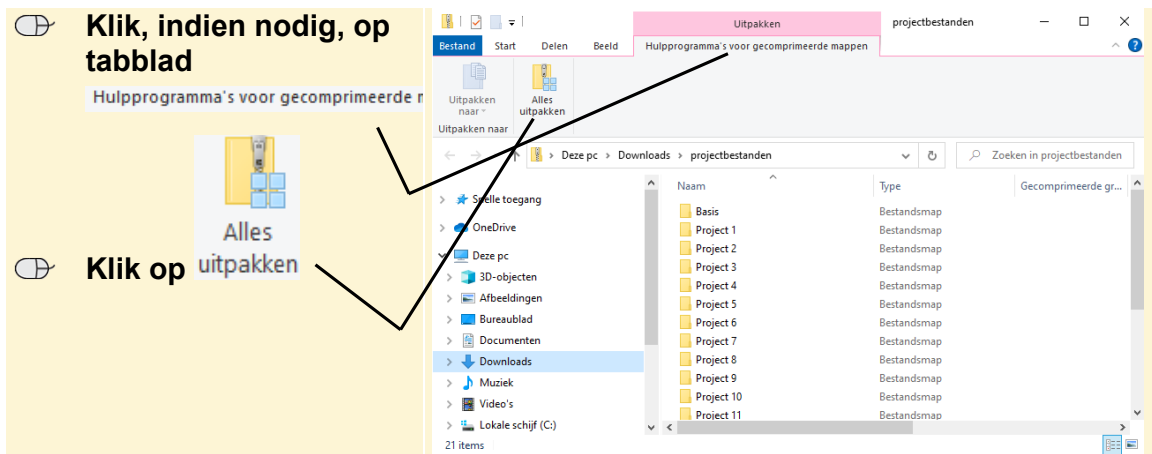 Klik, indien nodig, op
tabblad
Hulpprogramma's voor gecomprimeerde
Alles
uitpakken
Klik op
Uitpakken
projectbestanden
Bestand Start Delen Beeld Hulpprogramma's voor gecomprimeerde mappen
Uitpakken
naar
Alles
uitpakken
Uitpakken naar
Deze pc > Downloads > projectbestanden
Zoeken in projectbestanden
Snelle toegang
OneDrive
Deze pc
3D-objecten
Afbeeldingen
Bureaublad
Documenten
Downloads
Muziek
Video's
Lokale schijf (C:)
Naam Type Gecomprimeerde gr...
Basis Bestandsmap
Project 1 Bestandsmap
Project 2 Bestandsmap
Project 3 Bestandsmap
Project 4 Bestandsmap
Project 5 Bestandsmap
Project 6 Bestandsmap
Project 7 Bestandsmap
Project 8 Bestandsmap
Project 9 Bestandsmap
Project 10 Bestandsmap
Project 11 Bestandsmap
21 items